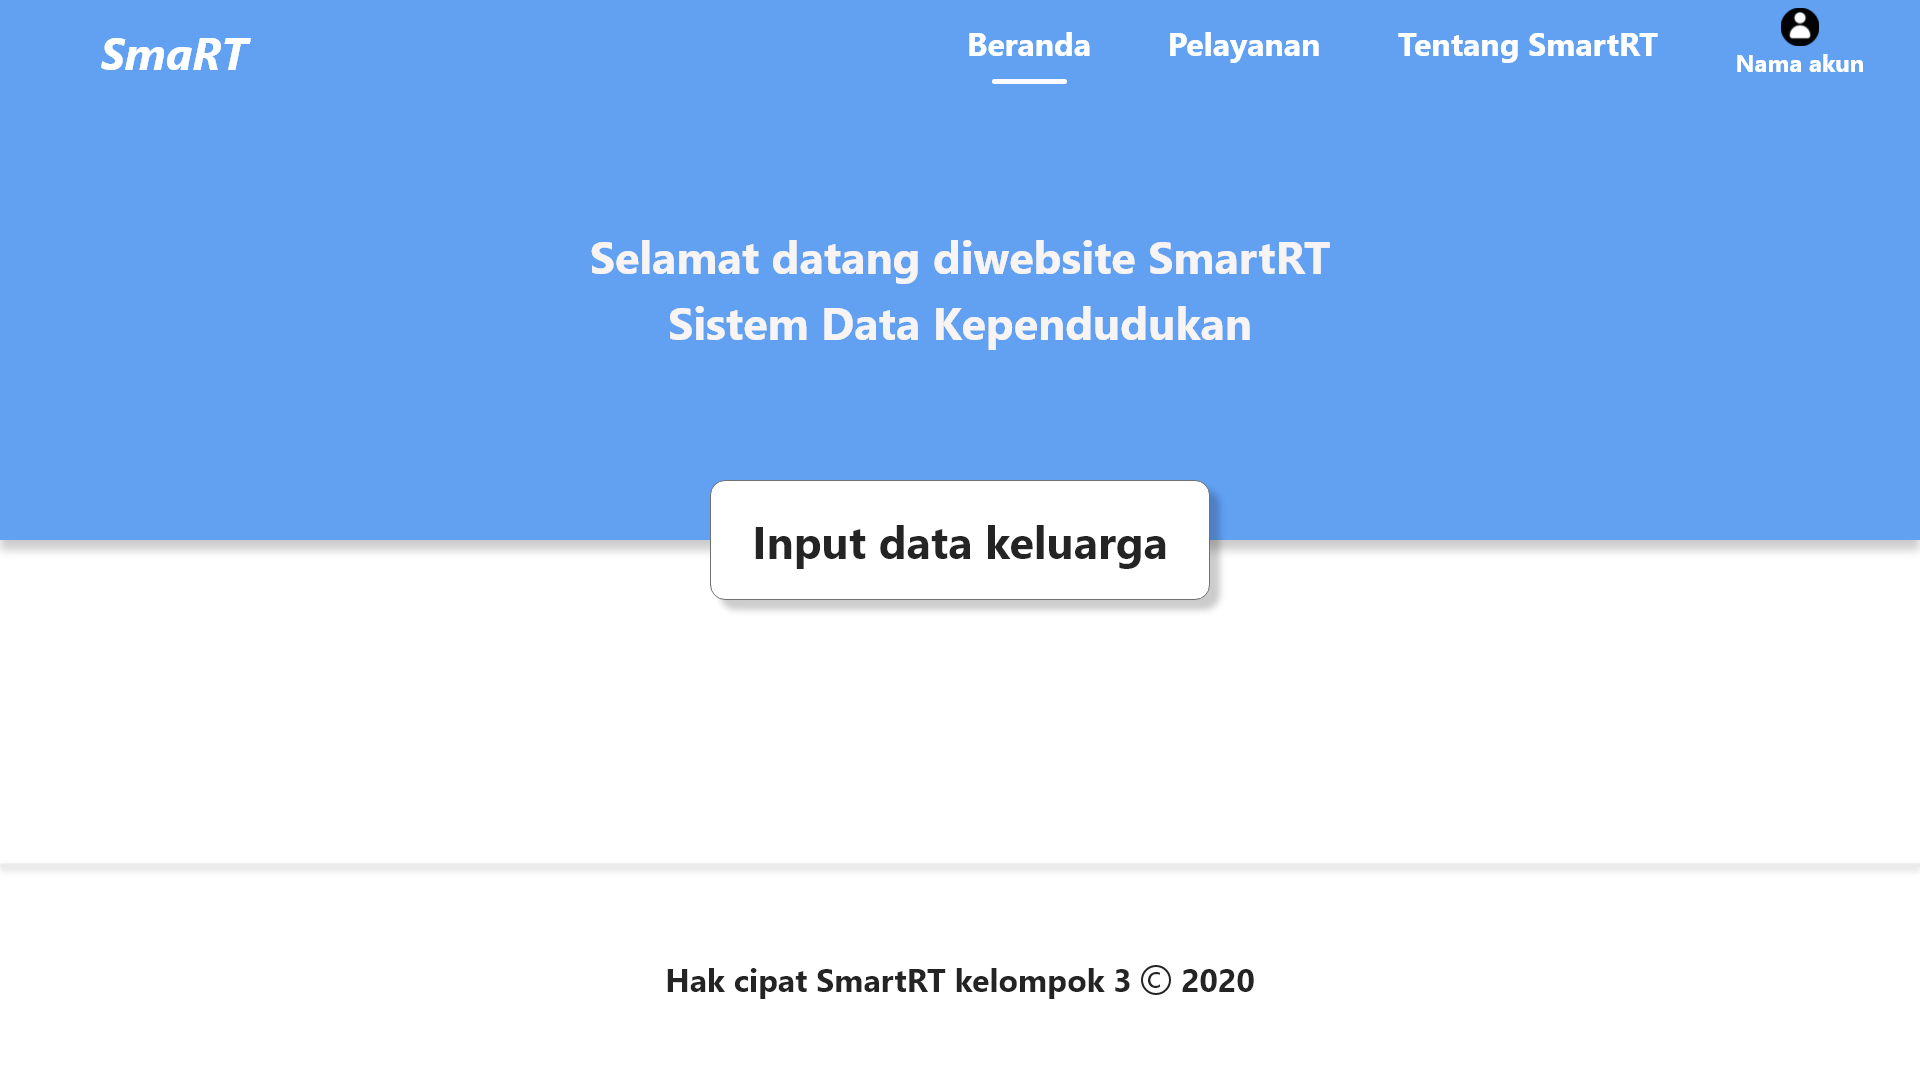 SmaRT
Beranda
Pelayanan
Tentang SmartRT
Nama akun
Selamat datang diwebsite SmartRT
Sistem Data Kependudukan
Input data keluarga
Hak cipat SmartRT kelompok 3 © 2020